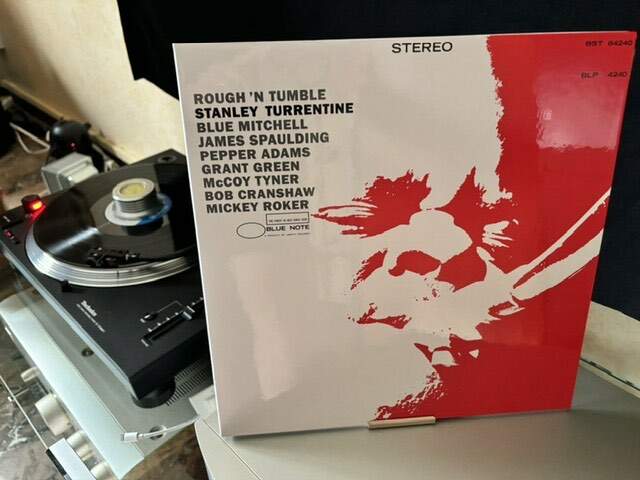 STEREO
BST 84240
BLP 4240
ROUGH 'N TUMBLE
STANLEY TURRENTINE
BLUE MITCHELL
JAMES SPAULDING
PEPPER ADAMS
GRANT GREEN
McCOY TYNER
BOB CRANSHAW
MICKEY ROKER
BLUE NOTE
Technics